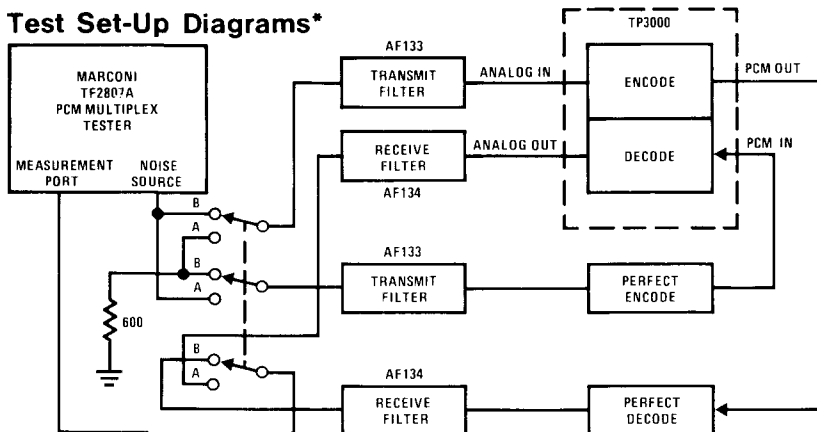 Test Set-Up Diagrams*
MARCONI
TF2807A
PCM MULTIPLEX
TESTER
MEASUREMENT
PORT
NOISE
SOURCE
AF133
TRANSMIT
FILTER
ANALOG IN
TP3000
ENCODE
PCM OUT
RECEIVE
FILTER
AF134
ANALOG OUT
DECODE
PCM IN
B
A
B
A
600
AF133
TRANSMIT
FILTER
PERFECT
ENCODE
B
A
AF134
RECEIVE
FILTER
PERFECT
DECODE